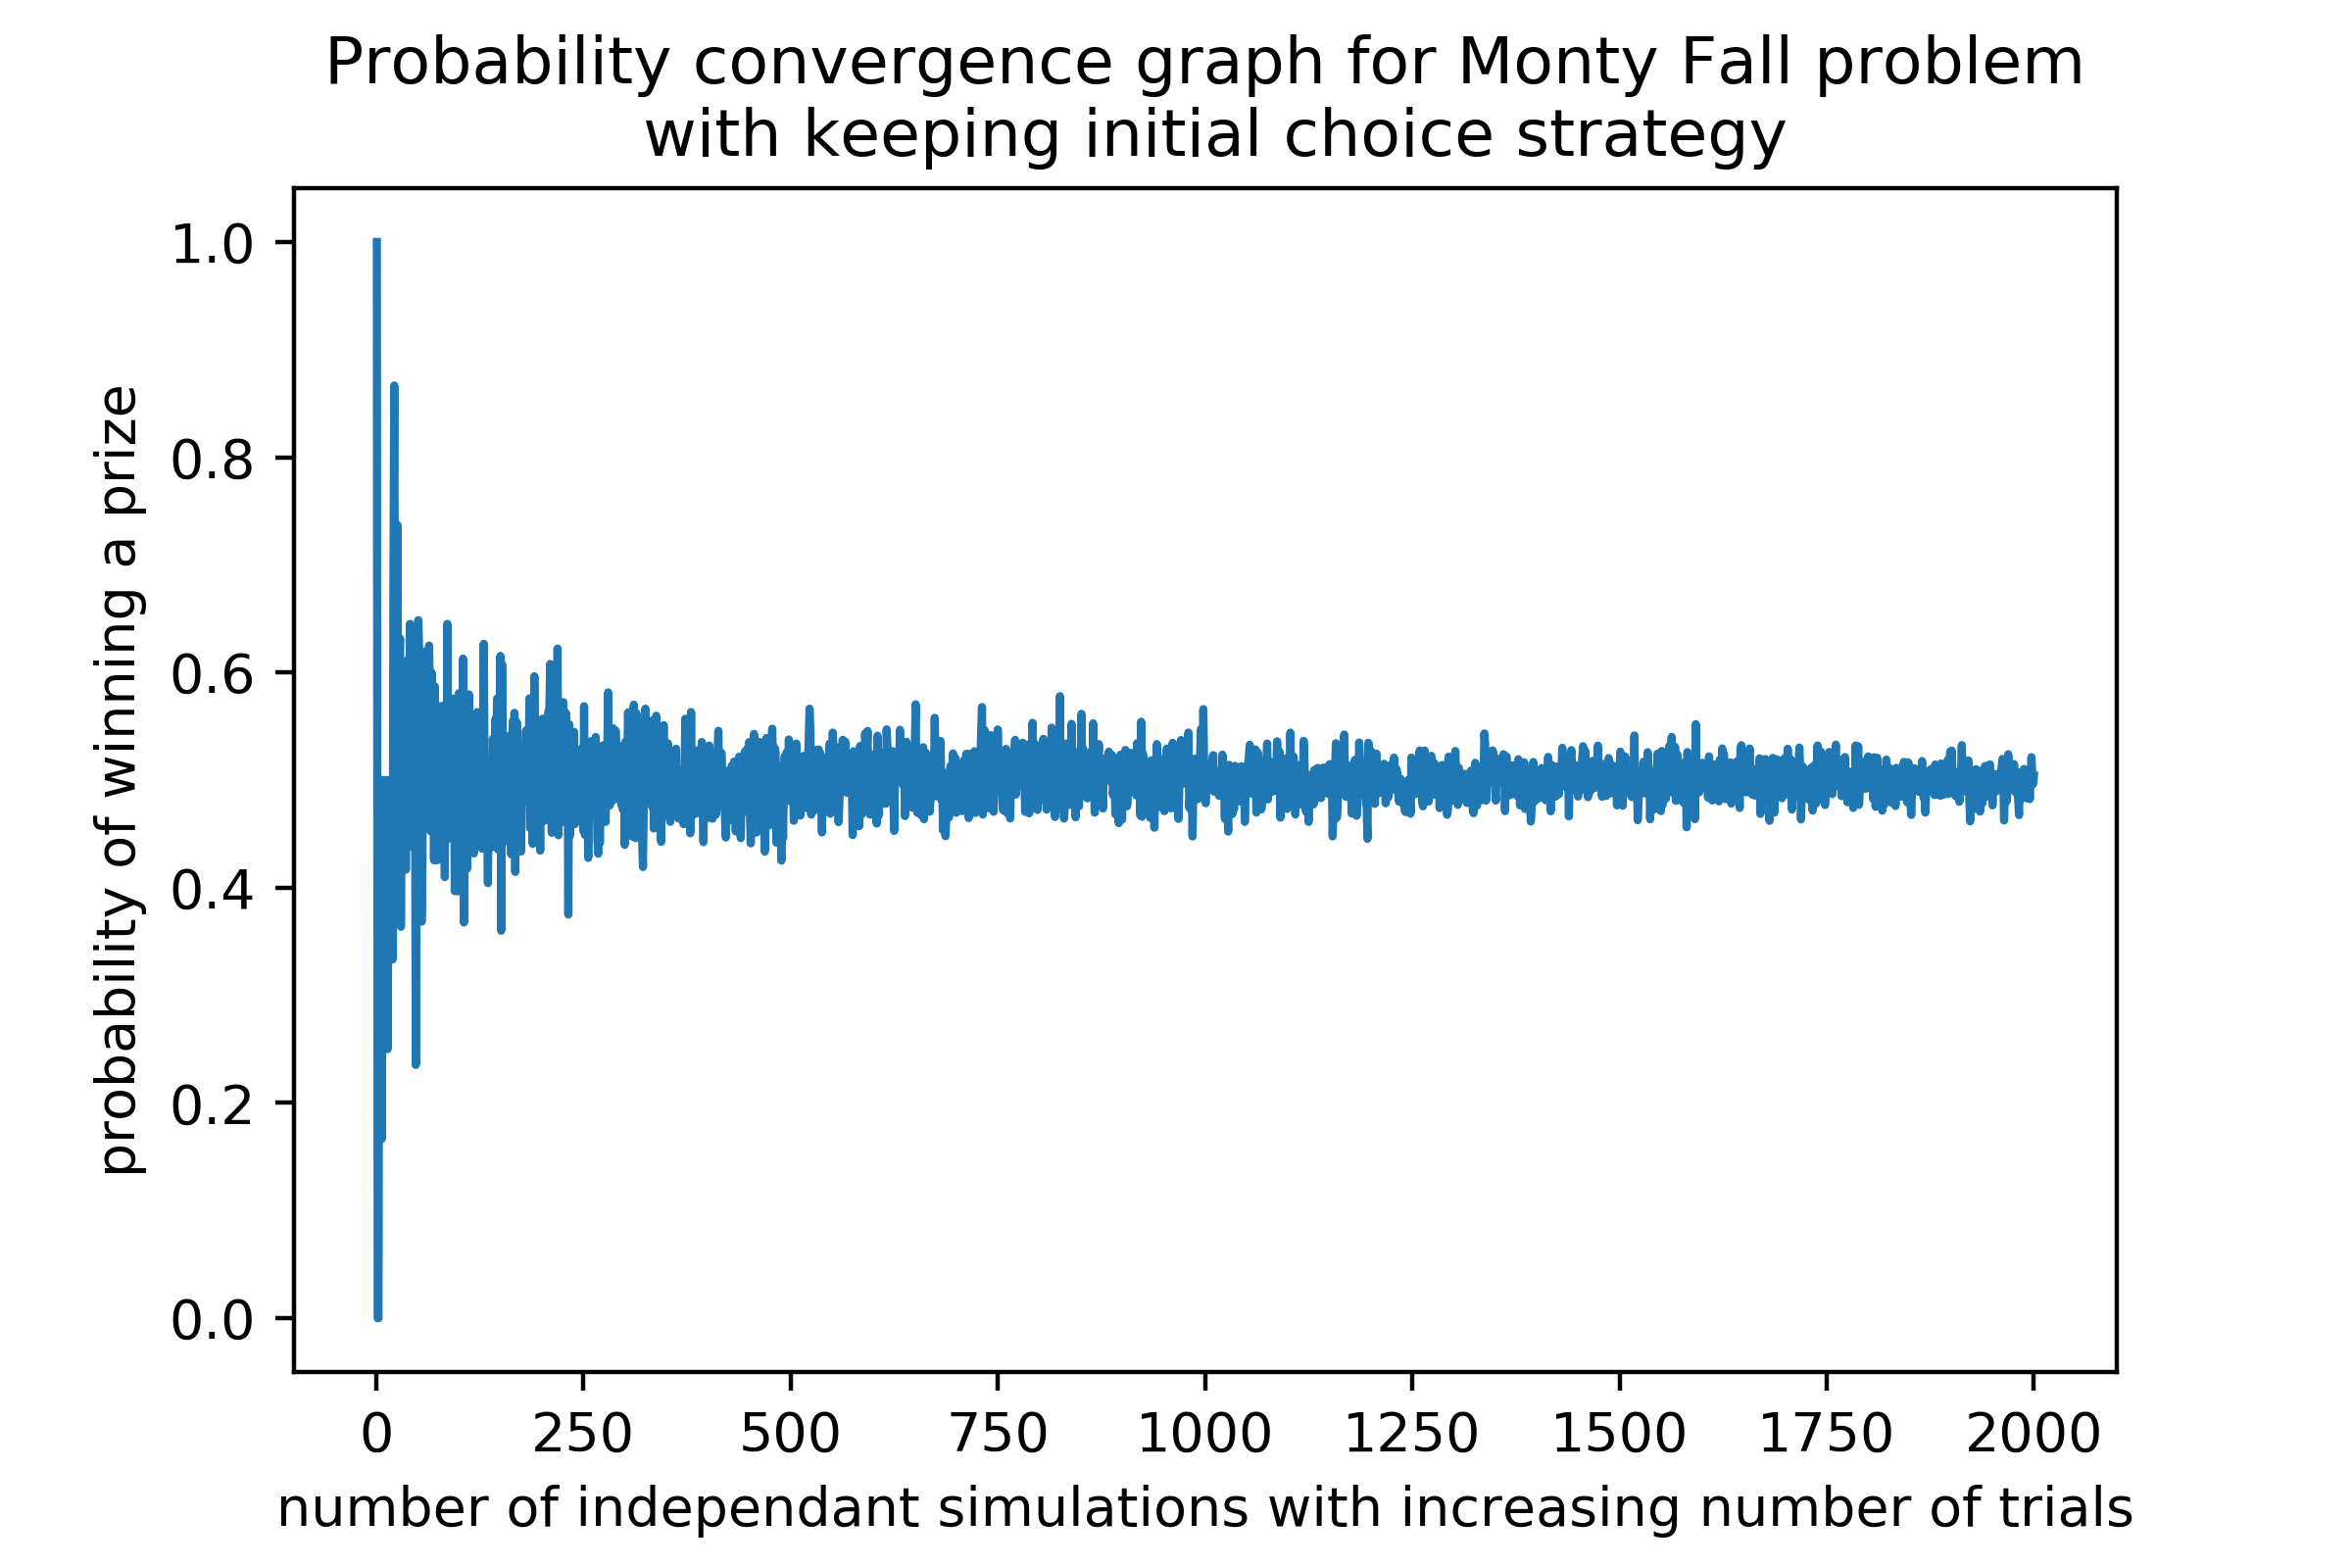 Probability convergence graph for Monty Fall problem
with keeping initial choice strategy
probability of winning a prize
1.0
0.8
0.6
0.4
0.2
0.0
0 250 500 750 1000 1250 1500 1750 2000
number of independant simulations with increasing number of trials